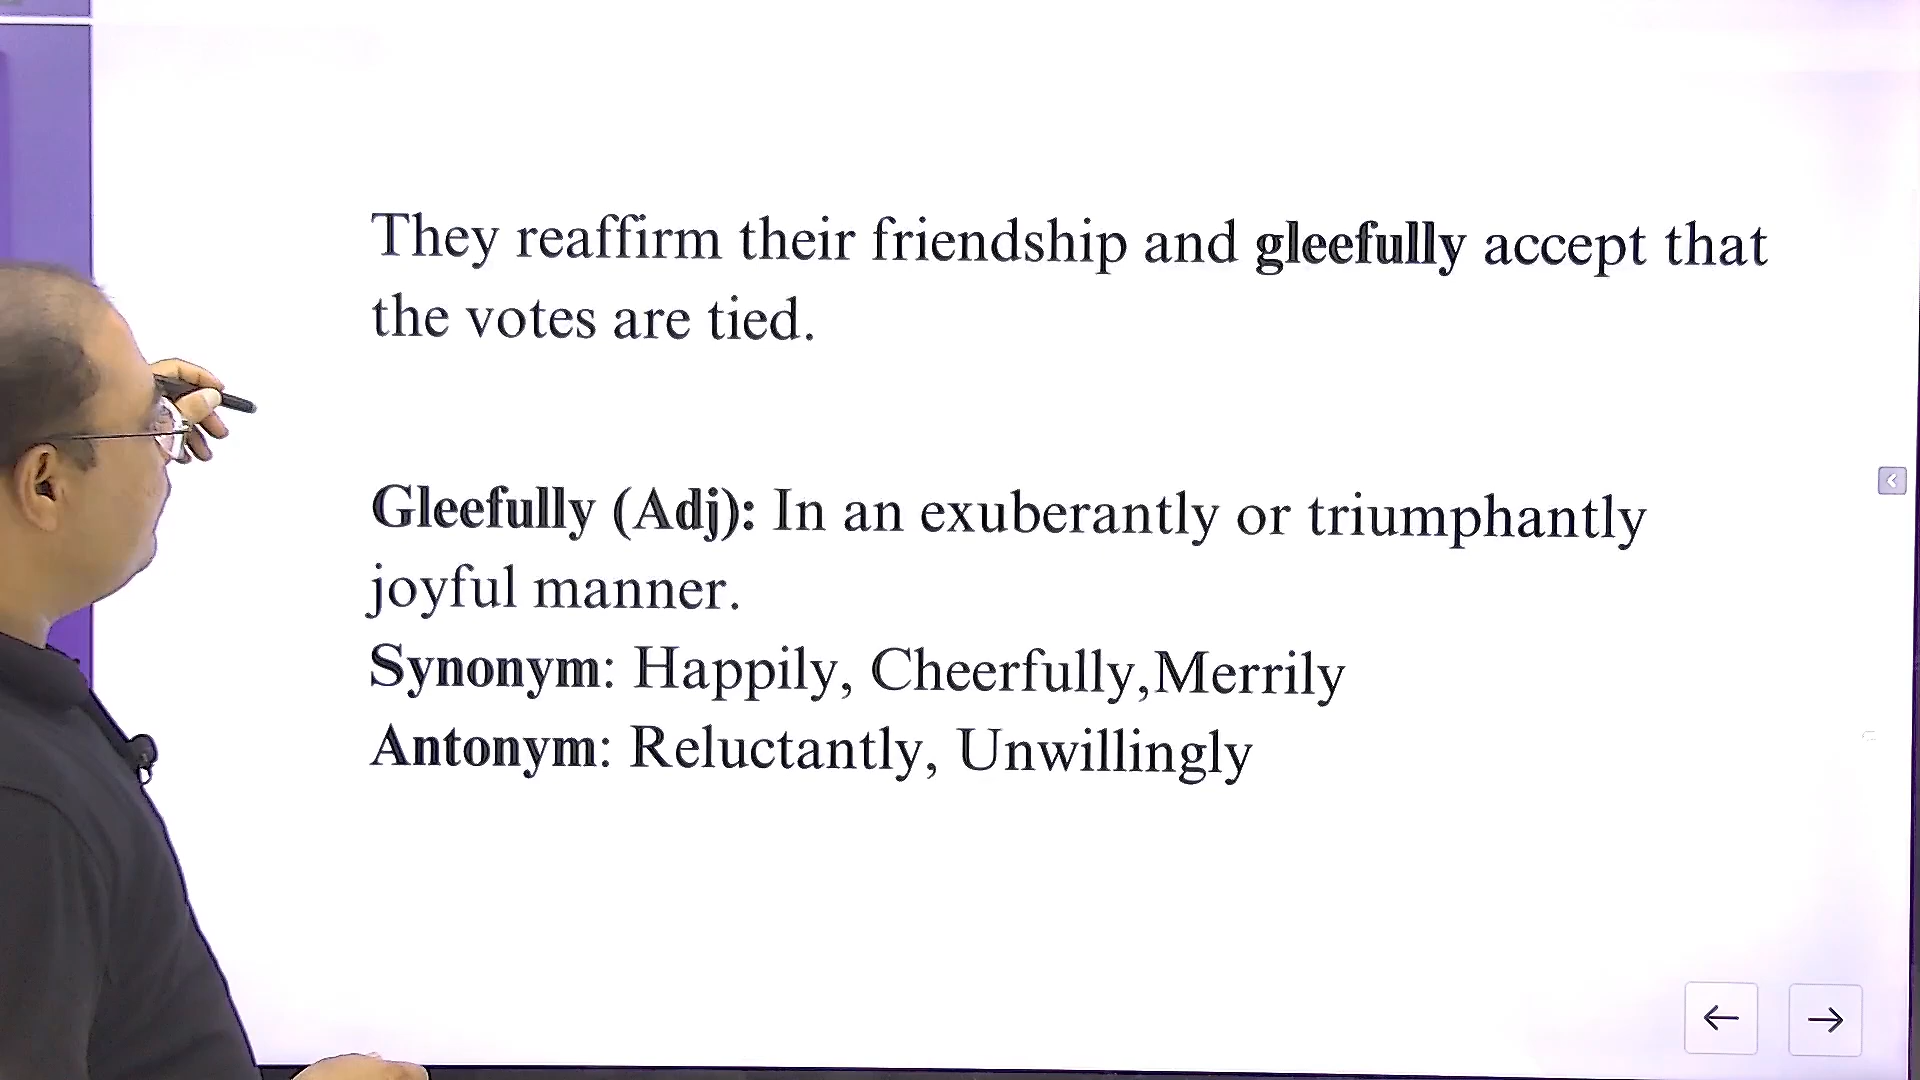 They reaffirm their friendship and gleefully accept that
the votes are tied.
Gleefully (Adj): In an exuberantly or triumphantly
joyful manner.
Synonym: Happily, Cheerfully,Merrily
Antonym: Reluctantly, Unwillingly